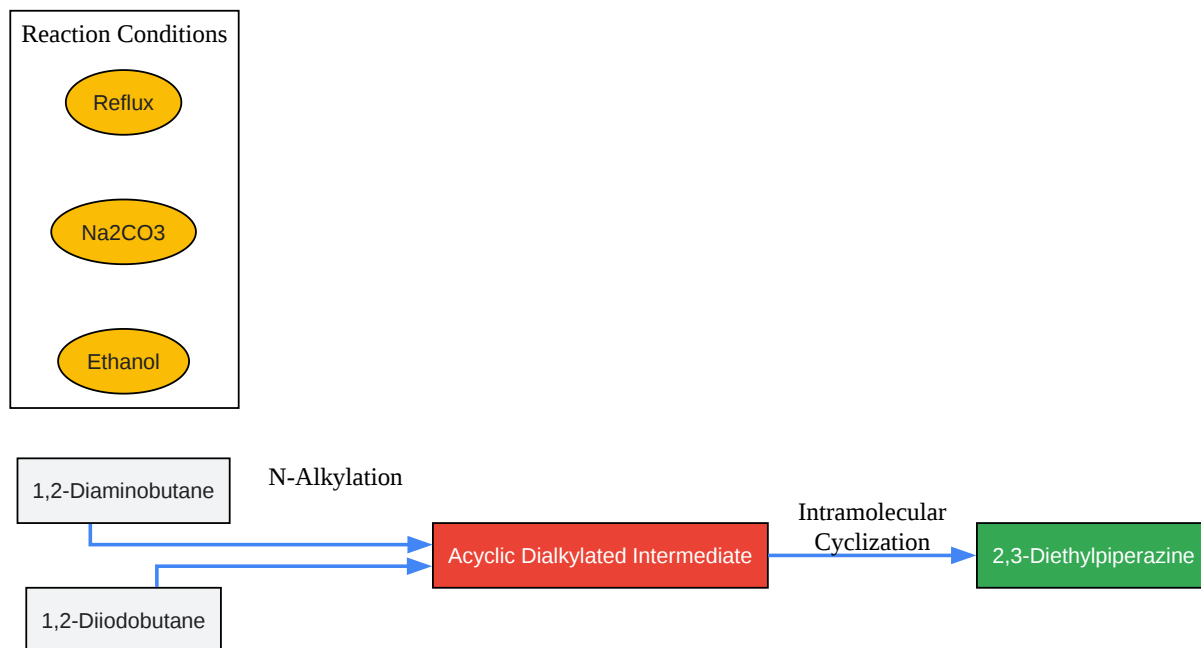 Reaction Conditions
Reflux
Na2CO3
Ethanol
1,2-Diaminobutane
N-Alkylation
1,2-Diiodobutane
Acyclic Dialkylated Intermediate
Intramolecular
Cyclization
2,3-Diethylpiperazine